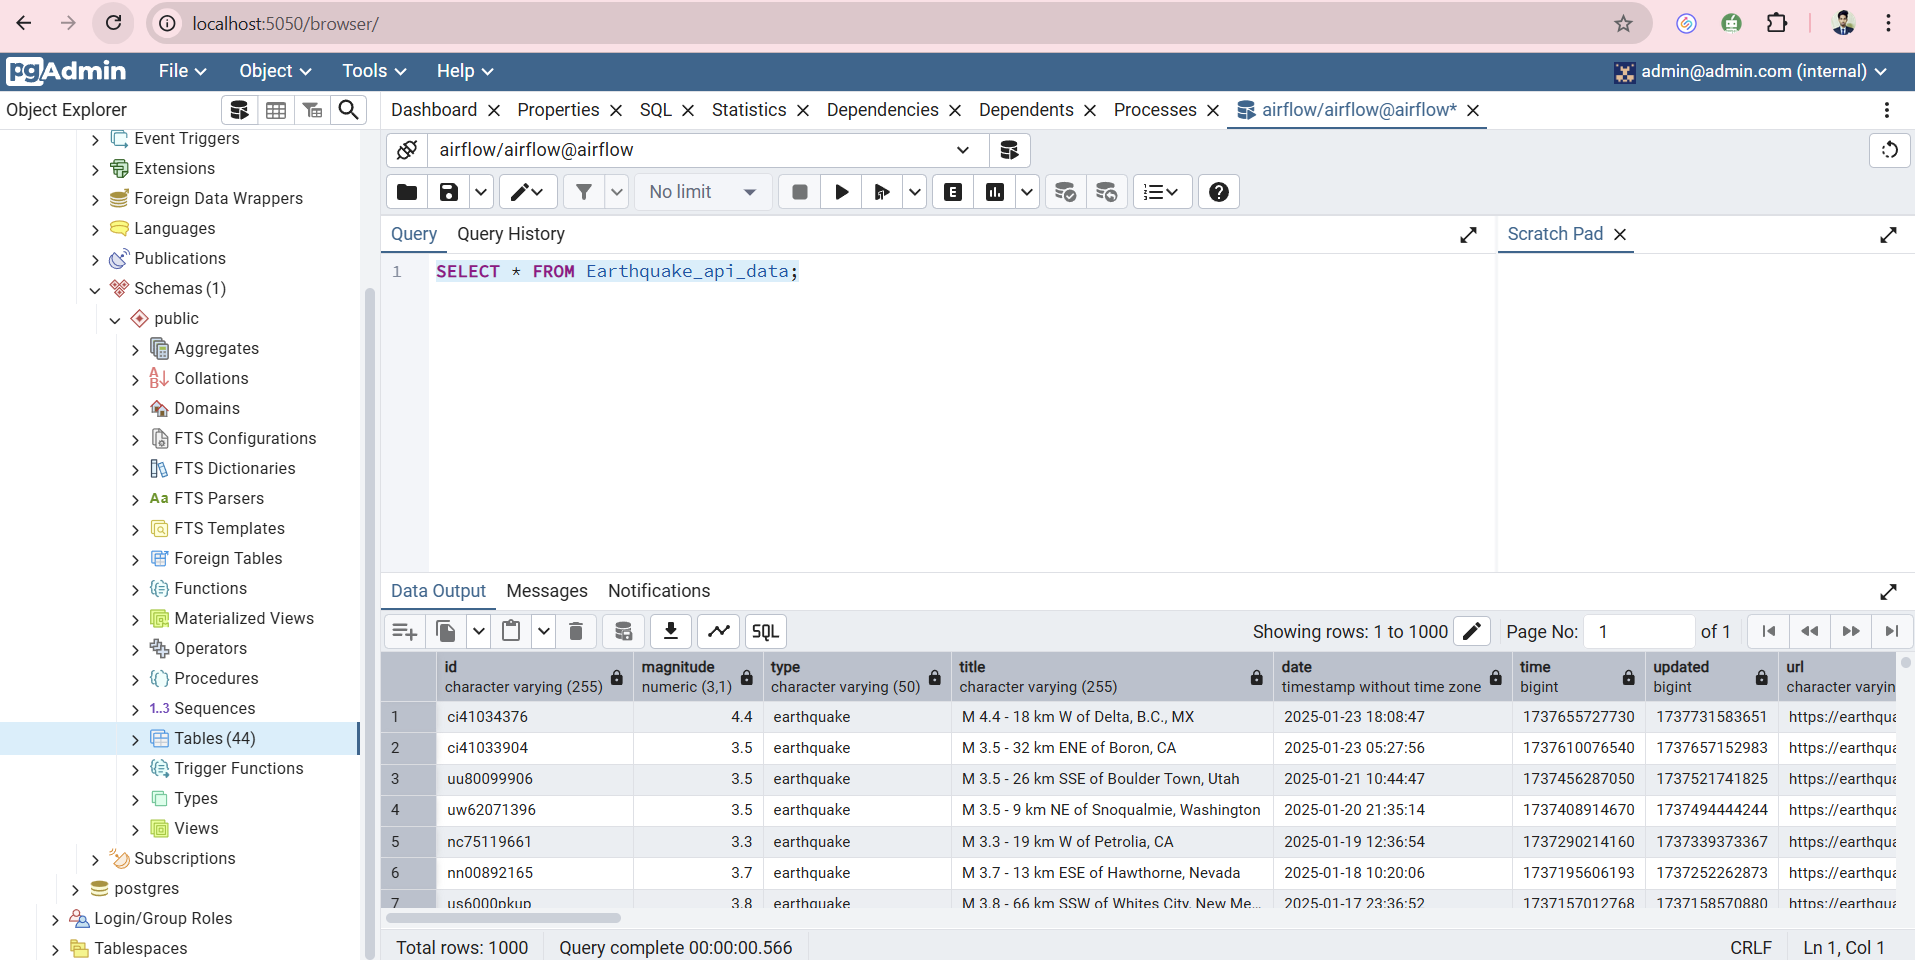 localhost:5050/browser/
pgAdmin File Object Tools Help admin@admin.com (internal)
Object Explorer
Dashboard Properties SQL Statistics Dependencies Dependents Processes airflow/airflow@airflow*
Event Triggers
Extensions
Foreign Data Wrappers
Languages
Publications
Schemas (1)
public
Aggregates
Collations
Domains
FTS Configurations
FTS Dictionaries
Aa FTS Parsers
FTS Templates
Foreign Tables
Functions
Materialized Views
Operators
Procedures
1..3 Sequences
Tables (44)
Trigger Functions
Types
Views
Subscriptions
postgres
Login/Group Roles
Tablespaces
airflow/airflow@airflow
No limit E
Query Query History Scratch Pad
1 SELECT * FROM Earthquake_api_data;
Data Output Messages Notifications
SQL Showing rows: 1 to 1000 Page No: 1 of 1
id magnitude type title date time updated url
character varying (255) numeric (3,1) character varying (50) character varying (255) timestamp without time zone bigint bigint character varyin
1 ci41034376 4.4 earthquake M 4.4 - 18 km W of Delta, B.C., MX 2025-01-23 18:08:47 1737655727730 1737731583651 https://earthqua
2 ci41033904 3.5 earthquake M 3.5 - 32 km ENE of Boron, CA 2025-01-23 05:27:56 1737610076540 1737657152983 https://earthqua
3 uu80099906 3.5 earthquake M 3.5 - 26 km SSE of Boulder Town, Utah 2025-01-21 10:44:47 1737456287050 1737521741825 https://earthqua
4 uw62071396 3.5 earthquake M 3.5 - 9 km NE of Snoqualmie, Washington 2025-01-20 21:35:14 1737408914670 1737494444244 https://earthqua
5 nc75119661 3.3 earthquake M 3.3 - 19 km W of Petrolia, CA 2025-01-19 12:36:54 1737290214160 1737339373367 https://earthqua
6 nn00892165 3.7 earthquake M 3.7 - 13 km ESE of Hawthorne, Nevada 2025-01-18 10:20:06 1737195606193 1737252262873 https://earthqua
7 us6000pkup 3.8 earthquake M 3.8 - 66 km SSW of Whites City, New Me... 2025-01-17 23:36:52 1737157012768 1737158570880 https://earthqua
Total rows: 1000 Query complete 00:00:00.566 CRLF Ln 1, Col 1